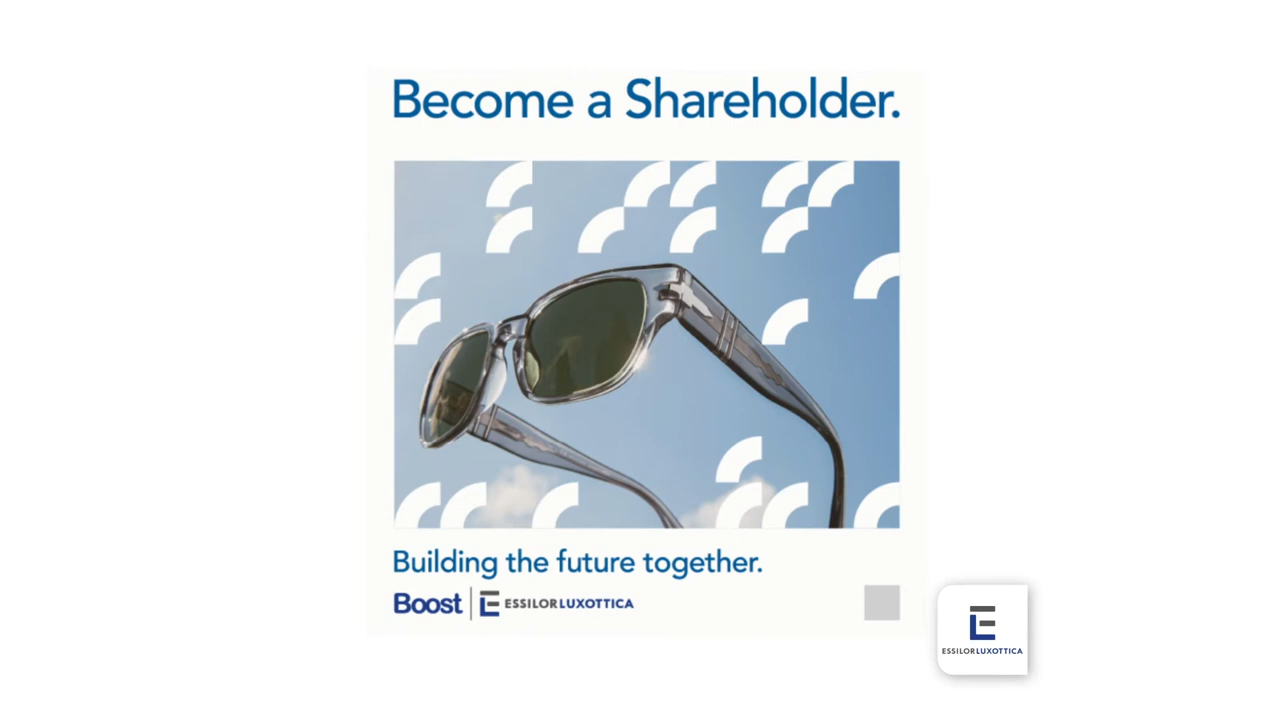 Become a Shareholder.
Building the future together.
Boost
ESSILORLUXOTTICA
ESSILORLUXOTTICA